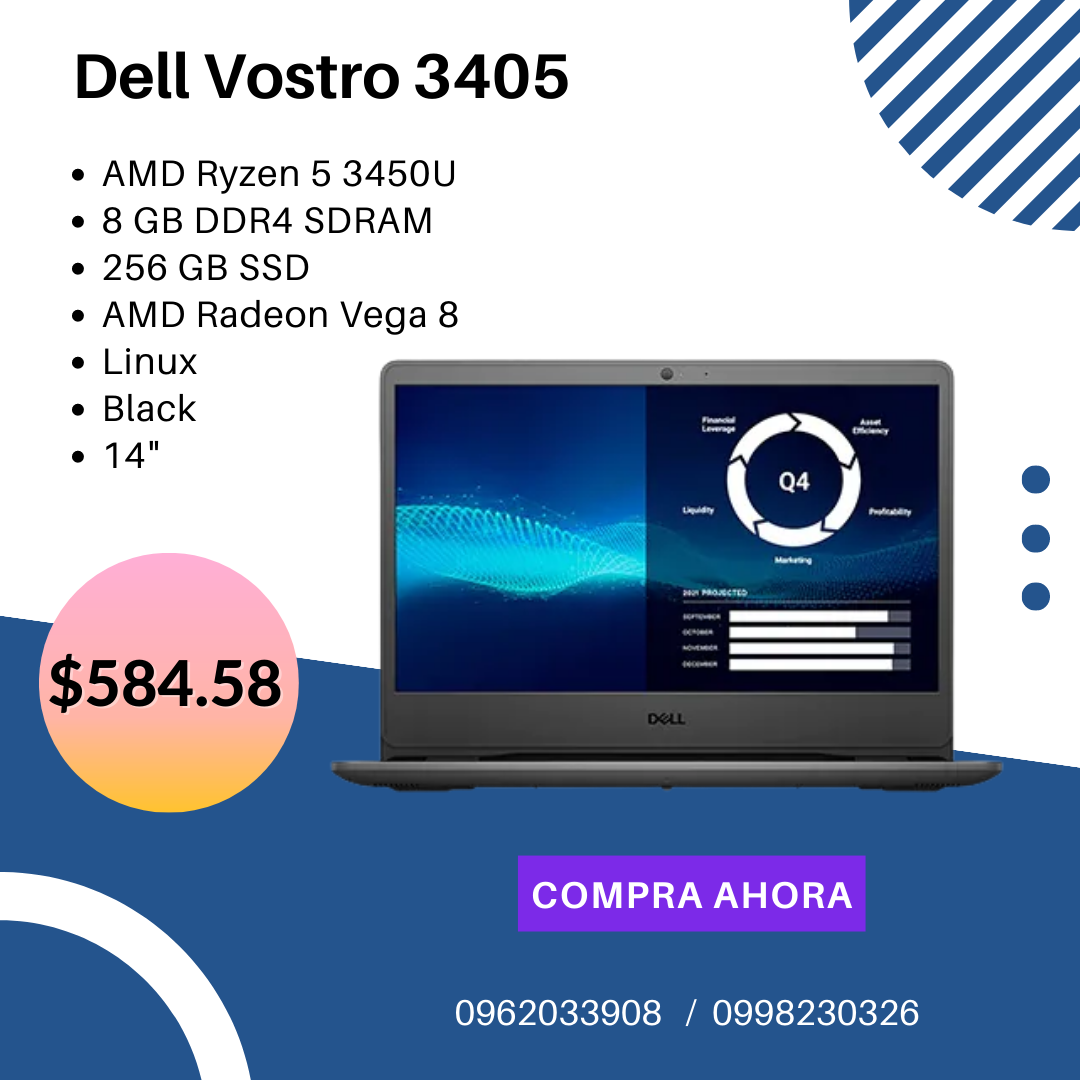 Dell Vostro 3405
AMD Ryzen 5 3450U
8 GB DDR4 SDRAM
256 GB SSD
AMD Radeon Vega 8
Linux
Black
14"
Financial
Leverage
Asset
Efficiency
Q4
Liquidity
Profitability
Marketing
2021 PROJECTED
SEPTEMBER
OCTOBER
NOVEMBER
DECEMBER
DELL
$584.58
COMPRA AHORA
0962033908 / 0998230326